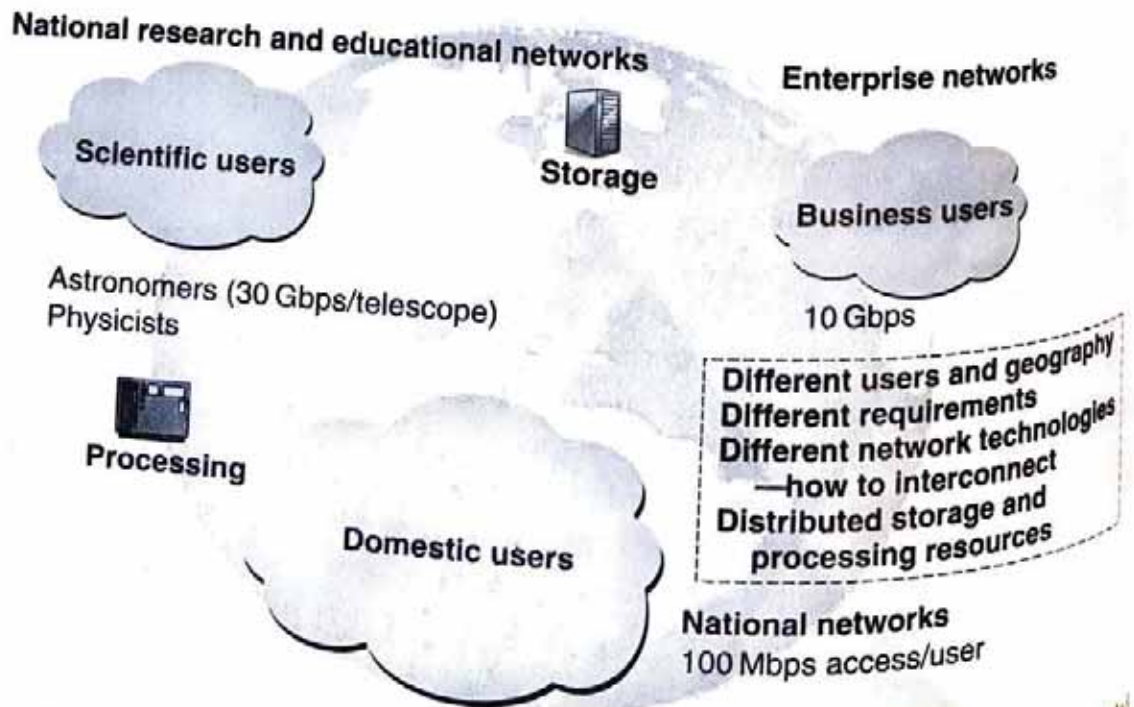 National research and educational networks
Enterprise networks
Scientific users
Storage
Business users
Astronomers (30 Gbps/telescope)
Physicists
10 Gbps
Processing
Different users and geography
Different requirements
Different network technologies
—how to interconnect
Distributed storage and
processing resources
Domestic users
National networks
100 Mbps access/user